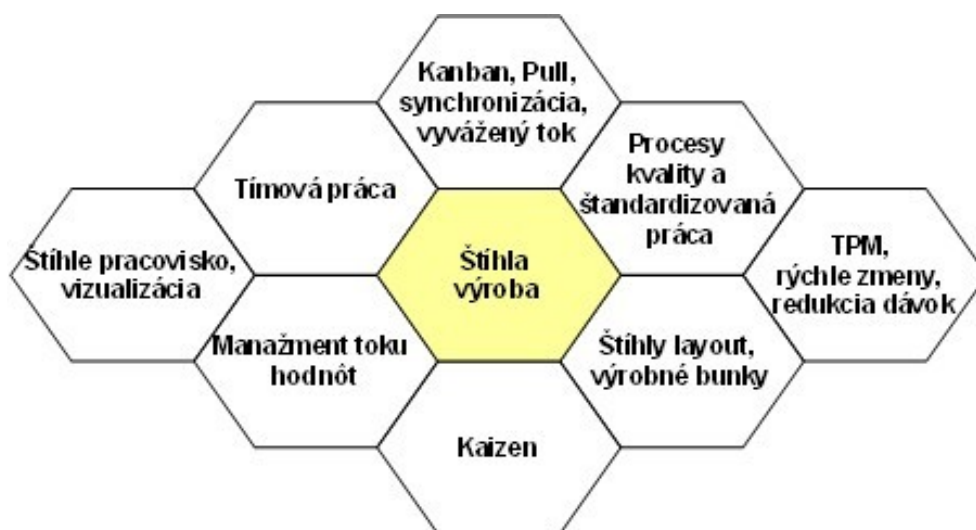 Kanban, Pull,
synchronizácia,
vyvážený tok
Tímová práca
Procesy
kvality a
štandardizovaná
práca
Štíhle pracovisko,
vizualizácia
Štíhla
výroba
TPM,
rýchle zmeny,
redukcia dávok
Manažment toku
hodnôt
Štíhly layout,
výrobné bunky
Kaizen